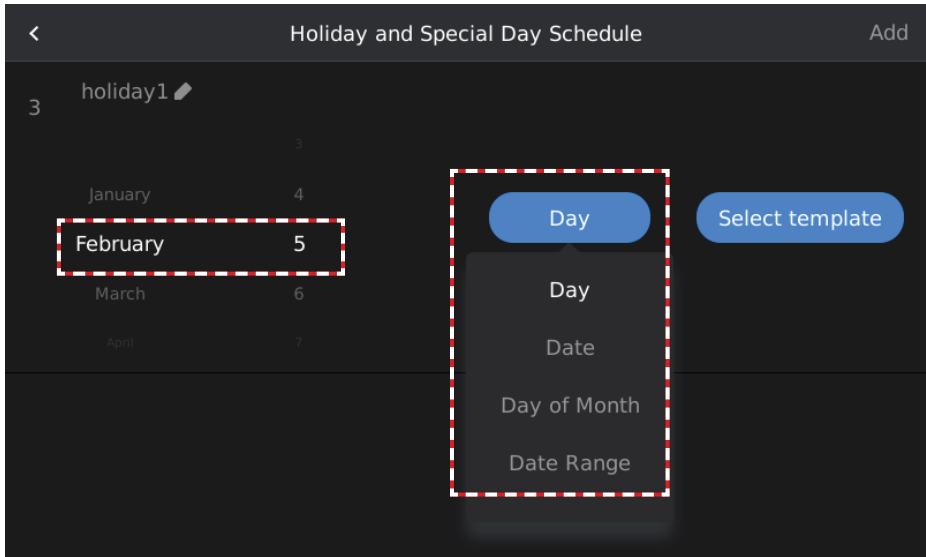 Holiday and Special Day Schedule Add
holiday1
3
3
January 4
February 5
March 6
April 7
Day
Select template
Day
Date
Day of Month
Date Range